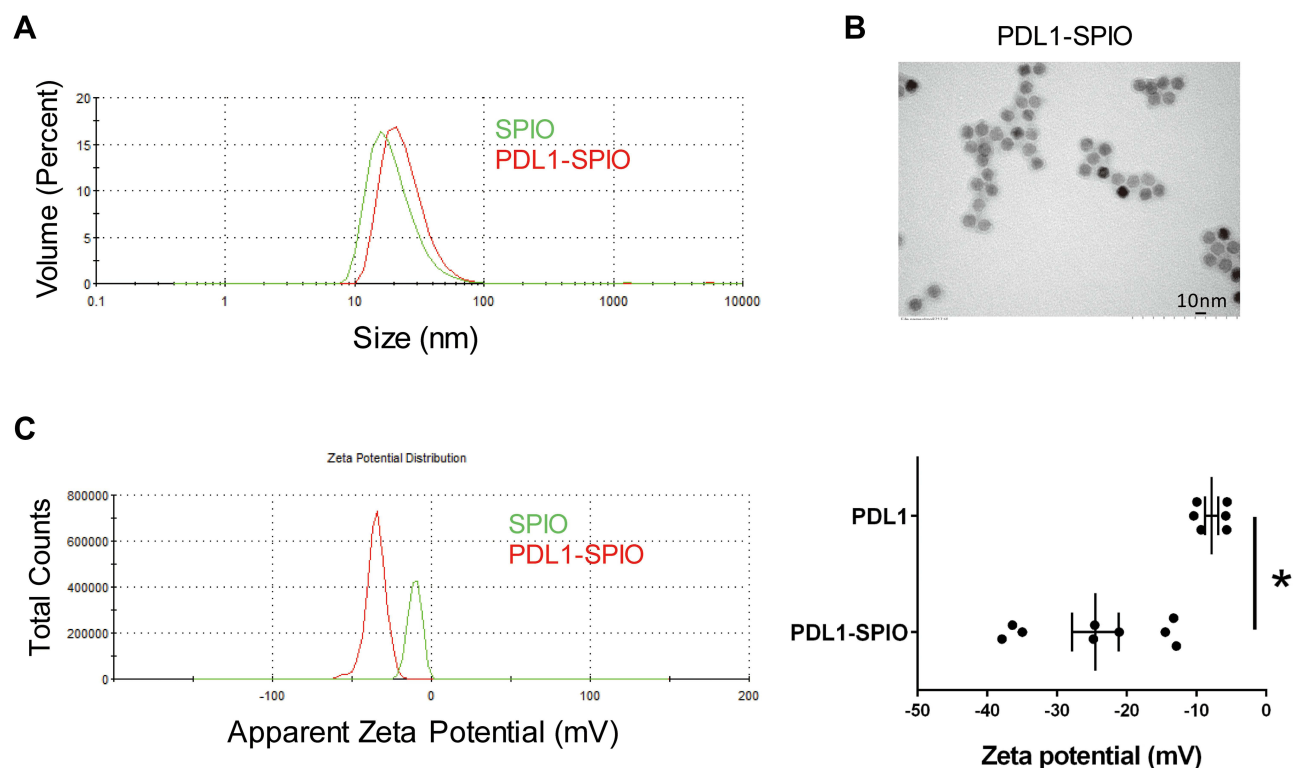 A
Volume (Percent)
20
15
10
5
0
0.1 1 10 100 1000 10000
Size (nm)
SPIO
PDL1-SPIO
B
PDL1-SPIO
10nm
C
Zeta Potential Distribution
Total Counts
800000
600000
400000
200000
0
-100 0 100 200
Apparent Zeta Potential (mV)
SPIO
PDL1-SPIO
PDL1
PDL1-SPIO
*
-50 -40 -30 -20 -10 0
Zeta potential (mV)